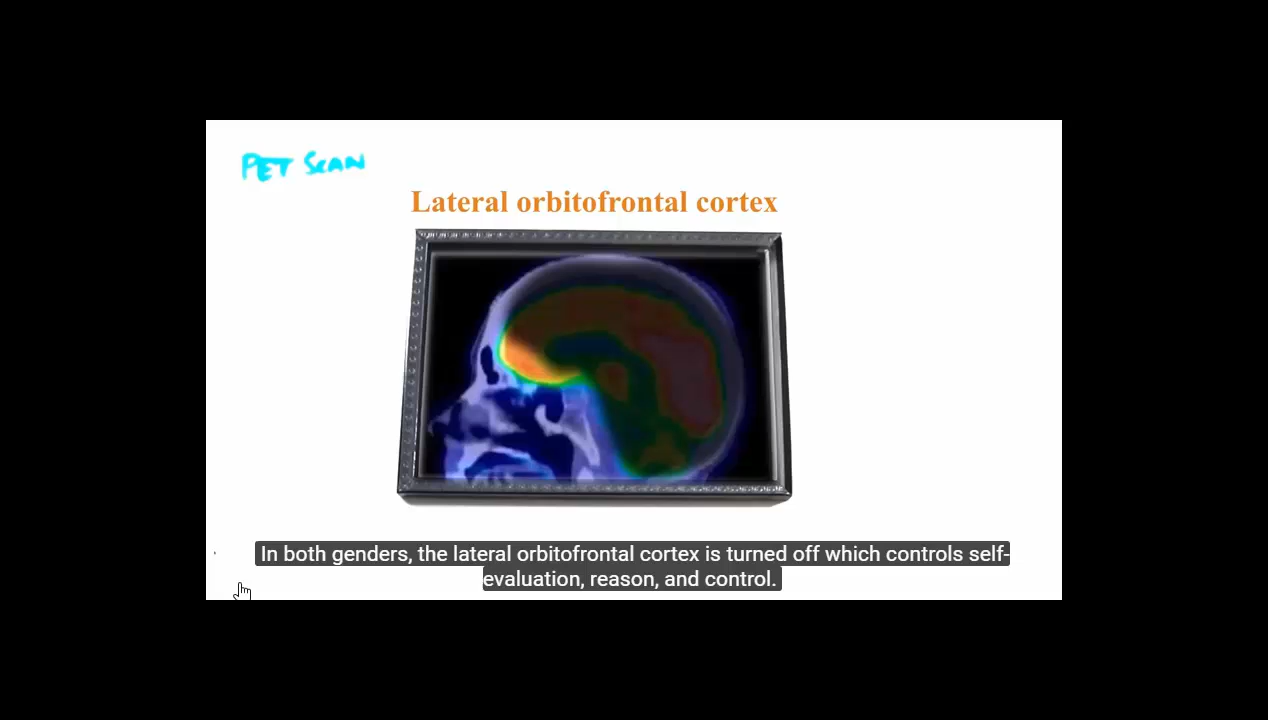 PET SCAN
Lateral orbitofrontal cortex
In both genders, the lateral orbitofrontal cortex is turned off which controls self-
evaluation, reason, and control.